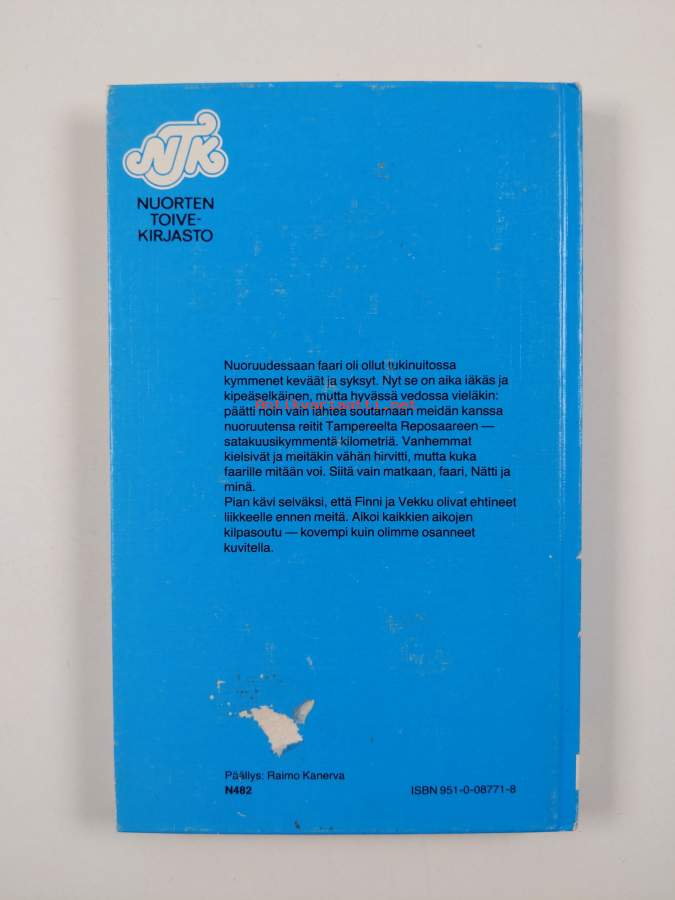 NTK
NUORTEN
TOIVE-
KIRJASTO
Nuoruudessaan faari oli ollut tukinuitossa
kymmenet keväät ja syksyt. Nyt se on aika iäkäs ja
kipeäselkäinen, mutta hyvässä vedossa vieläkin:
päätti noin vain lähteä soutamaan meidän kanssa
nuoruutensa reitit Tampereelta Reposaareen —
satakuusikymmentä kilometriä. Vanhemmat
kielsivät ja meitäkin vähän hirvitti, mutta kuka
faarille mitään voi. Siitä vain matkaan, faari, Nätti ja
minä.
Pian kävi selväksi, että Finni ja Vekku olivat ehtineet
liikkeelle ennen meitä. Alkoi kaikkien aikojen
kilpasoutu — kovempi kuin olimme osanneet
kuvitella.
Päällys: Raimo Kanerva
N482
ISBN 951-0-08771-8